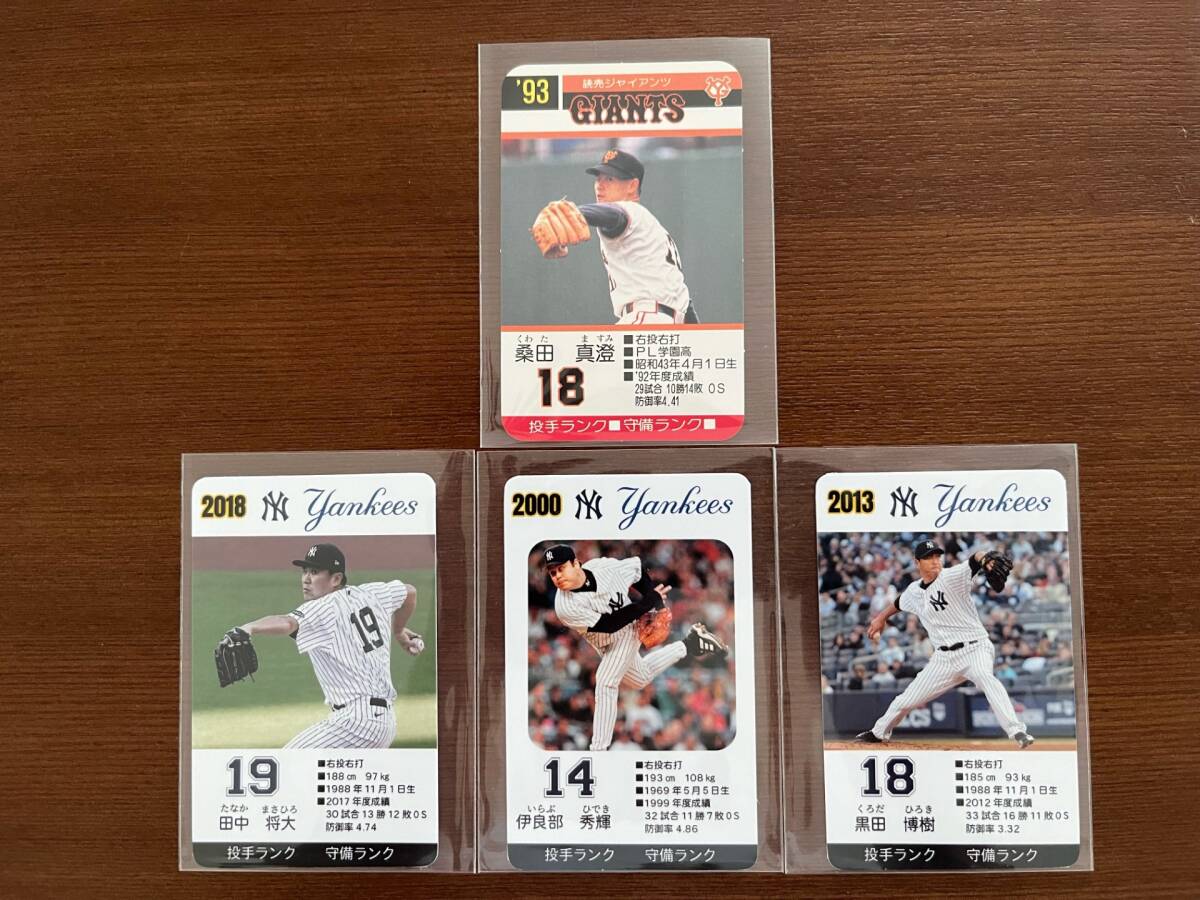 '93 読売ジャイアンツ
GIANTS
くわ た ま すみ
桑田 真澄
18
■右投右打
■PL学園高
■昭和43年4月1日生
■'92年度成績
29試合 10勝14敗 0S
防御率4.41
投手ランク■ 守備ランク■
2018 NY Yankees
19
19
たなか まさひろ
田中 将大
■右投右打
■188㎝ 97㎏
■1988年11月1日生
■2017年度成績
30試合13勝12敗0S
防御率 4.74
投手ランク 守備ランク
2000 NY Yankees
14
いらぶ ひでき
伊良部 秀輝
■右投右打
■193㎝ 108㎏
■1969年5月5日生
■1999年度成績
32試合11勝7敗0S
防御率 4.86
投手ランク 守備ランク
2013 NY Yankees
18
くろだ ひろき
黒田 博樹
■右投右打
■185㎝ 93㎏
■1988年11月1日生
■2012年度成績
33試合16勝11敗0S
防御率 3.32
投手ランク 守備ランク